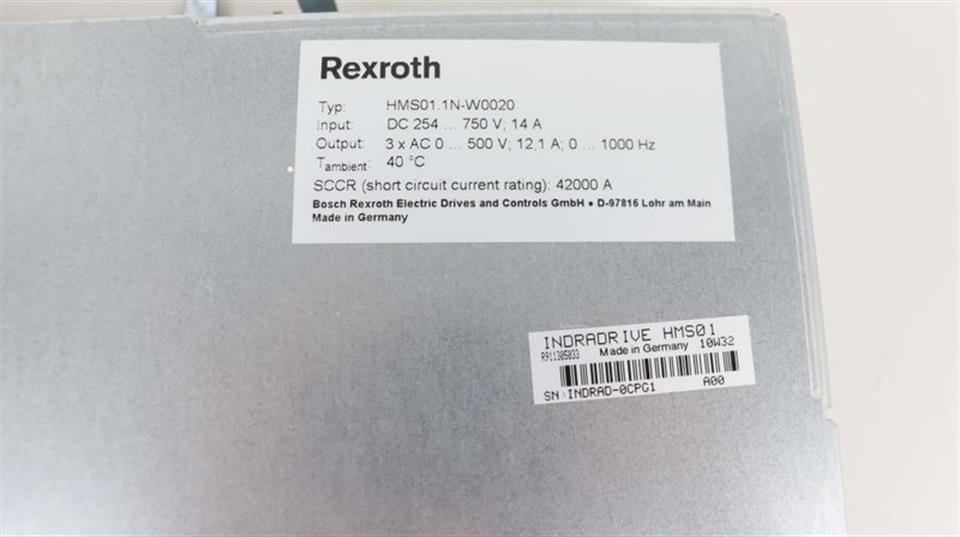 Rexroth
Typ: HMS01.1N-W0020
Input: DC 254 ... 750 V; 14 A
Output: 3 x AC 0 ... 500 V; 12,1 A; 0 ... 1000 Hz
Tambient: 40 °C
SCCR (short circuit current rating): 42000 A
Bosch Rexroth Electric Drives and Controls GmbH • D-97816 Lohr am Main
Made in Germany
INDRADRIVE HMS01
R911305033 Made in Germany 10W32
SN:INDRAD-0CPG1 A00